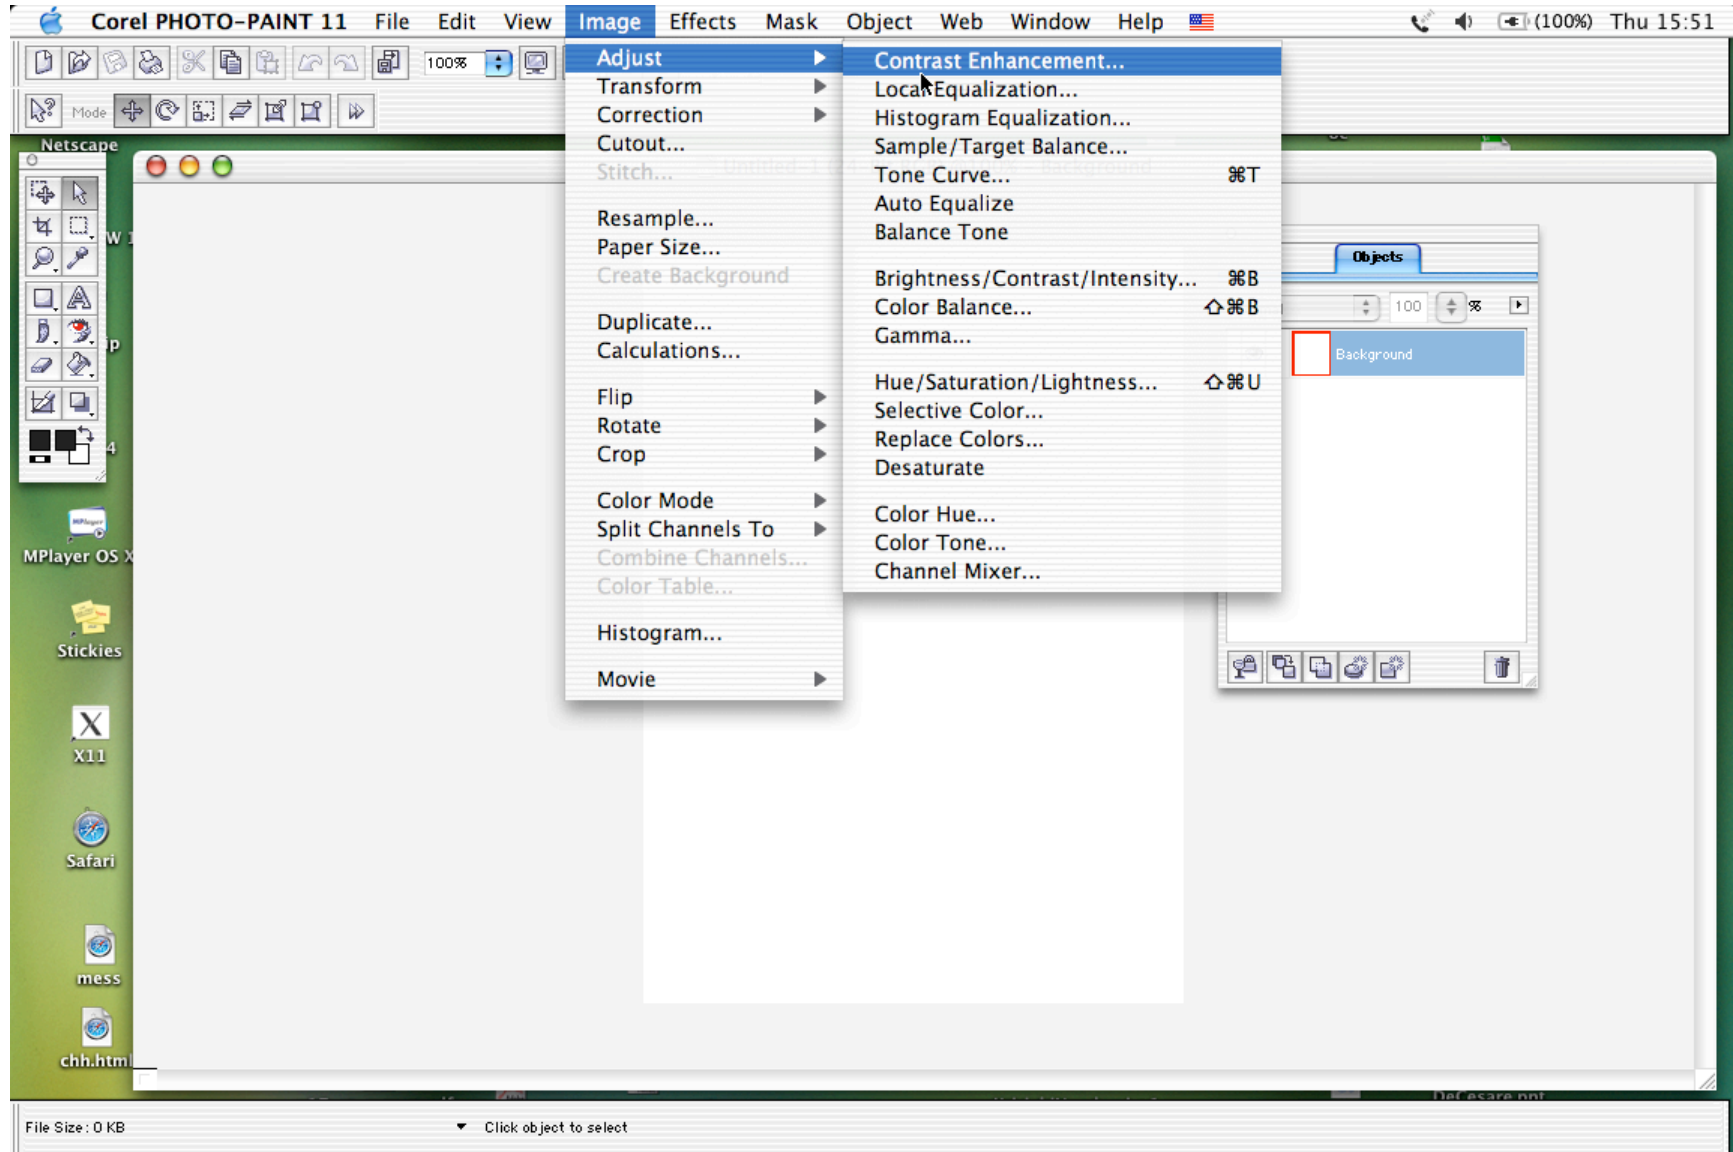 Corel PHOTO-PAINT 11 File Edit View Image Effects Mask Object Web Window Help (100%) Thu 15:51
100%
Mode
Netscape
Adjust
Transform
Correction
Cutout...
Stitch...
Resample...
Paper Size...
Create Background
Duplicate...
Calculations...
Flip
Rotate
Crop
Color Mode
Split Channels To
Combine Channels...
Color Table...
Histogram...
Movie
Contrast Enhancement...
Local Equalization...
Histogram Equalization...
Sample/Target Balance...
Tone Curve... ⌘T
Auto Equalize
Balance Tone
Brightness/Contrast/Intensity... ⌘B
Color Balance... ⇧⌘B
Gamma...
Hue/Saturation/Lightness... ⇧⌘U
Selective Color...
Replace Colors...
Desaturate
Color Hue...
Color Tone...
Channel Mixer...
Objects
100 %
Background
W 1
ip
4
MPlayer OS X
Stickies
X11
Safari
mess
chh.html
DeCesare.ppt
File Size: 0 KB Click object to select